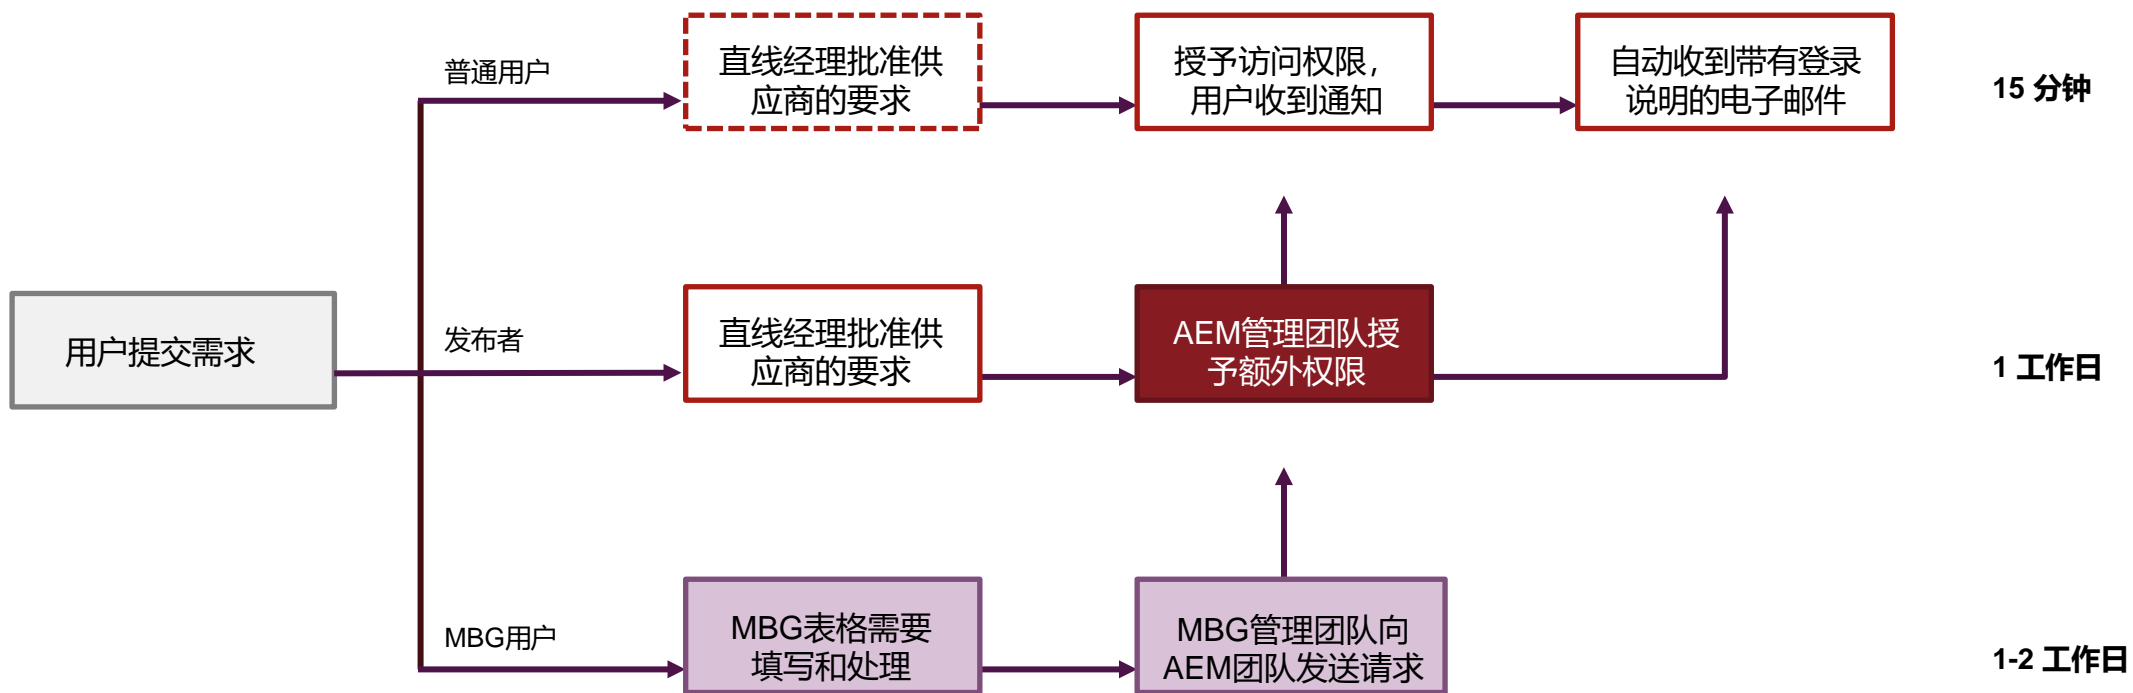 普通用户
直线经理批准供
应商的要求
授予访问权限，
用户收到通知
自动收到带有登录
说明的电子邮件
15 分钟
用户提交需求
发布者
直线经理批准供
应商的要求
AEM管理团队授
予额外权限
1 工作日
MBG用户
MBG表格需要
填写和处理
MBG管理团队向
AEM团队发送请求
1-2 工作日